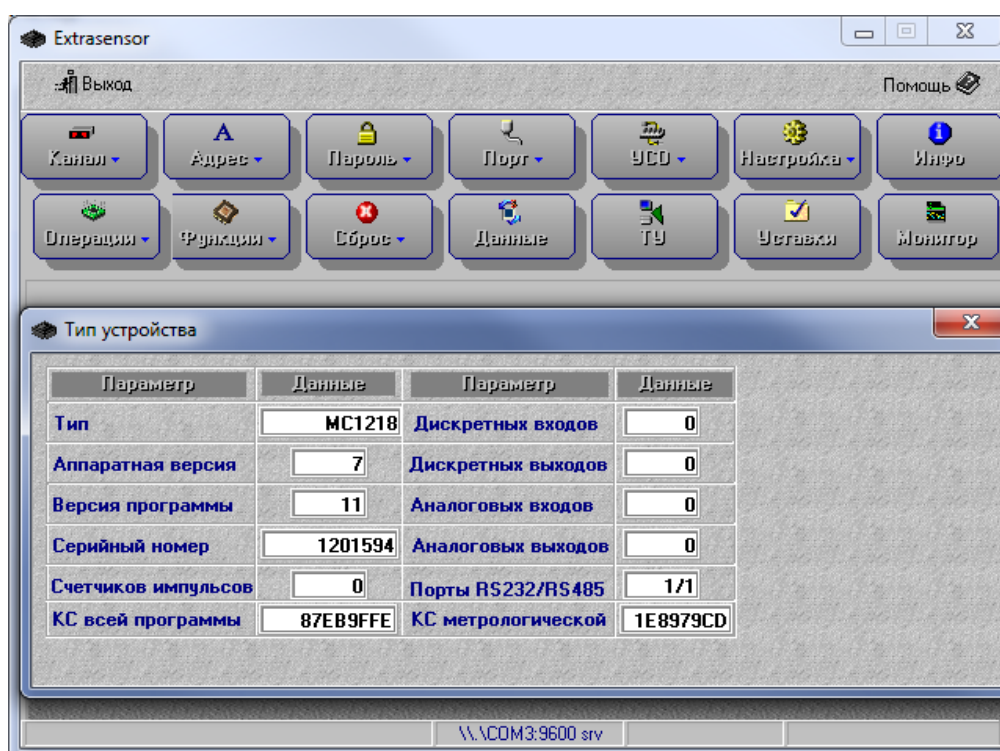 Extrasensor
Выход Помощь
Канал Адрес Пароль Порт УСО Настройка Инфо
Операции Функции Сброс Данные ТУ Уставки Монитор
Тип устройства
Параметр Данные Параметр Данные
Тип MC1218 Дискретных входов 0
Аппаратная версия 7 Дискретных выходов 0
Версия программы 11 Аналоговых входов 0
Серийный номер 1201594 Аналоговых выходов 0
Счетчиков импульсов 0 Порты RS232/RS485 1/1
КС всей программы 87EB9FFE КС метрологической 1E8979CD
\\.\COM3:9600 srv